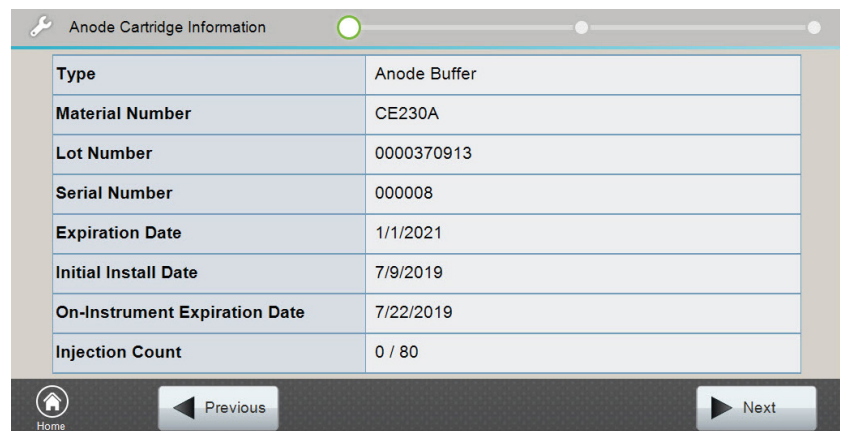 Anode Cartridge Information
Type Anode Buffer
Material Number CE230A
Lot Number 0000370913
Serial Number 000008
Expiration Date 1/1/2021
Initial Install Date 7/9/2019
On-Instrument Expiration Date 7/22/2019
Injection Count 0 / 80
Home Previous Next